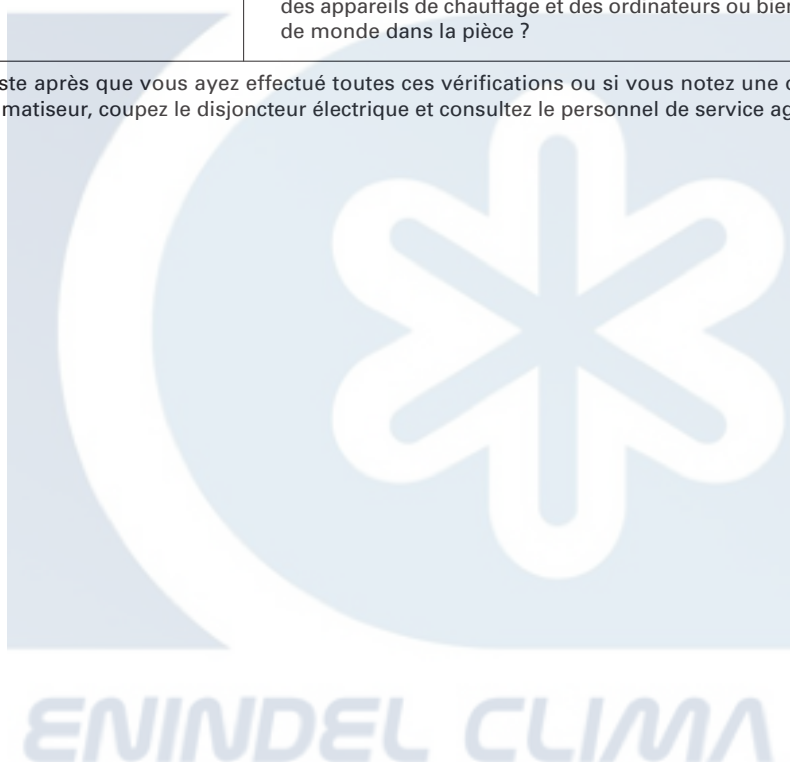 des appareils de chauffage et des ordinateurs ou bien
de monde dans la pièce ?
ste après que vous ayez effectué toutes ces vérifications ou si vous notez une
matiseur, coupez le disjoncteur électrique et consultez le personnel de service
ENINDEL CLIMA